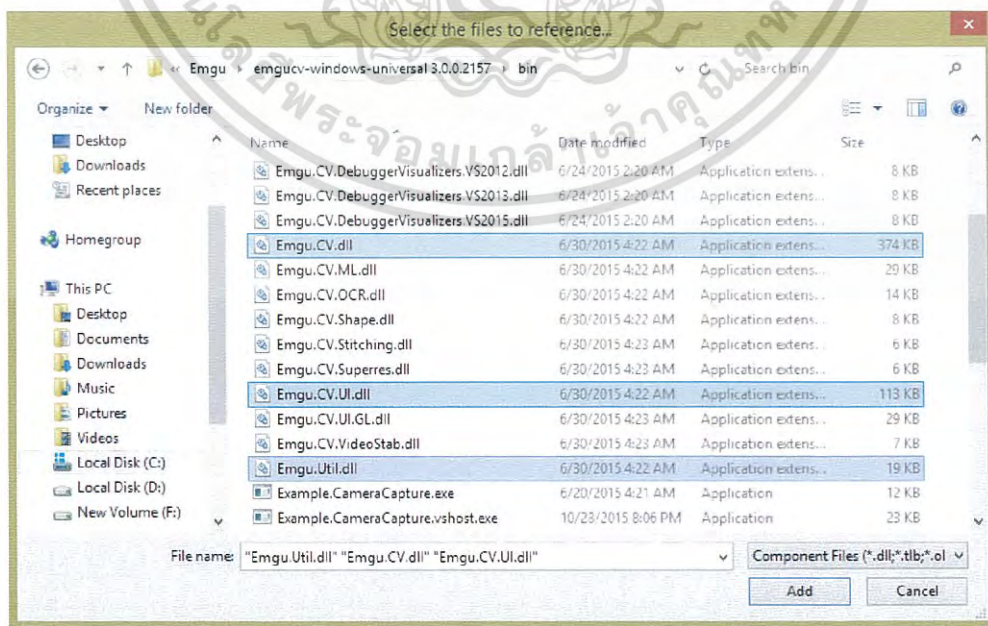 Select the files to reference...
« Emgu › emgucv-windows-universal 3.0.0.2157 › bin
Search bin
Organize
New folder
Name Date modified Type Size
Desktop
Downloads
Recent places
Homegroup
This PC
Desktop
Documents
Downloads
Music
Pictures
Videos
Local Disk (C:)
Local Disk (D:)
New Volume (F:)
Emgu.CV.DebuggerVisualizers.VS2012.dll 6/24/2015 2:20 AM Application extens... 8 KB
Emgu.CV.DebuggerVisualizers.VS2013.dll 6/24/2015 2:20 AM Application extens... 8 KB
Emgu.CV.DebuggerVisualizers.VS2015.dll 6/24/2015 2:20 AM Application extens... 8 KB
Emgu.CV.dll 6/30/2015 4:22 AM Application extens... 374 KB
Emgu.CV.ML.dll 6/30/2015 4:22 AM Application extens... 29 KB
Emgu.CV.OCR.dll 6/30/2015 4:22 AM Application extens... 14 KB
Emgu.CV.Shape.dll 6/30/2015 4:22 AM Application extens... 8 KB
Emgu.CV.Stitching.dll 6/30/2015 4:23 AM Application extens... 6 KB
Emgu.CV.Superres.dll 6/30/2015 4:23 AM Application extens... 6 KB
Emgu.CV.UI.dll 6/30/2015 4:22 AM Application extens... 113 KB
Emgu.CV.UI.GL.dll 6/30/2015 4:23 AM Application extens... 29 KB
Emgu.CV.VideoStab.dll 6/30/2015 4:23 AM Application extens... 7 KB
Emgu.Util.dll 6/30/2015 4:22 AM Application extens... 19 KB
Example.CameraCapture.exe 6/20/2015 4:21 AM Application 12 KB
Example.CameraCapture.vshost.exe 10/23/2015 8:06 PM Application 23 KB
File name: "Emgu.Util.dll" "Emgu.CV.dll" "Emgu.CV.UI.dll"
Component Files (*.dll;*.tlb;*.ol
Add
Cancel